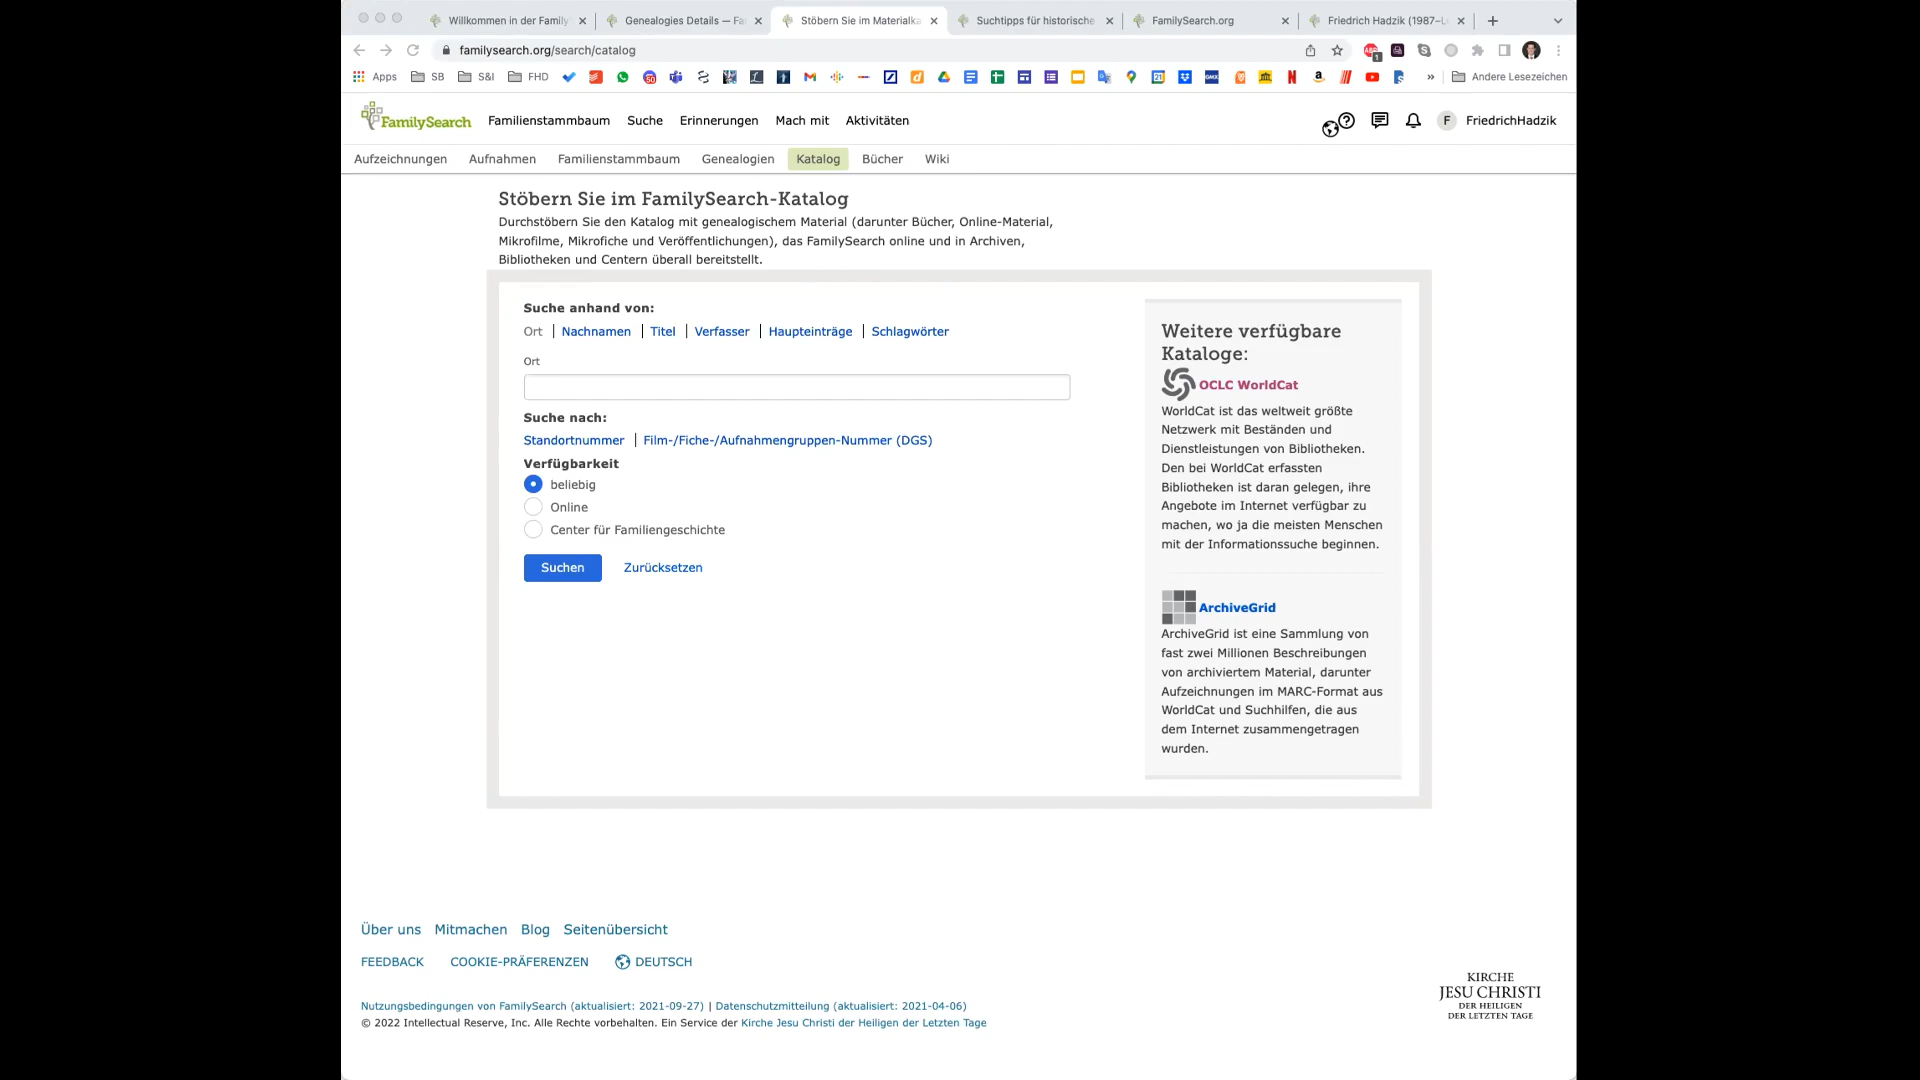 Willkommen in der Family
Genealogies Details — Fa
Stöbern Sie im Materialka
Suchtipps für historische
FamilySearch.org
Friedrich Hadzik (1987–L
familysearch.org/search/catalog
Apps
SB
S&I
FHD
Andere Lesezeichen
FamilySearch
Familienstammbaum
Suche
Erinnerungen
Mach mit
Aktivitäten
F
FriedrichHadzik
Aufzeichnungen
Aufnahmen
Familienstammbaum
Genealogien
Katalog
Bücher
Wiki
Stöbern Sie im FamilySearch-Katalog
Durchstöbern Sie den Katalog mit genealogischem Material (darunter Bücher, Online-Material,
Mikrofilme, Mikrofiche und Veröffentlichungen), das FamilySearch online und in Archiven,
Bibliotheken und Centern überall bereitstellt.
Suche anhand von:
Ort | Nachnamen | Titel | Verfasser | Haupteinträge | Schlagwörter
Ort
Suche nach:
Standortnummer | Film-/Fiche-/Aufnahmengruppen-Nummer (DGS)
Verfügbarkeit
beliebig
Online
Center für Familiengeschichte
Suchen
Zurücksetzen
Weitere verfügbare
Kataloge:
OCLC WorldCat
WorldCat ist das weltweit größte
Netzwerk mit Beständen und
Dienstleistungen von Bibliotheken.
Den bei WorldCat erfassten
Bibliotheken ist daran gelegen, ihre
Angebote im Internet verfügbar zu
machen, wo ja die meisten Menschen
mit der Informationssuche beginnen.
ArchiveGrid
ArchiveGrid ist eine Sammlung von
fast zwei Millionen Beschreibungen
von archiviertem Material, darunter
Aufzeichnungen im MARC-Format aus
WorldCat und Suchhilfen, die aus
dem Internet zusammengetragen
wurden.
Über uns
Mitmachen
Blog
Seitenübersicht
FEEDBACK
COOKIE-PRÄFERENZEN
DEUTSCH
Nutzungsbedingungen von FamilySearch (aktualisiert: 2021-09-27) | Datenschutzmitteilung (aktualisiert: 2021-04-06)
© 2022 Intellectual Reserve, Inc. Alle Rechte vorbehalten. Ein Service der Kirche Jesu Christi der Heiligen der Letzten Tage
KIRCHE
JESU CHRISTI
DER HEILIGEN
DER LETZTEN TAGE